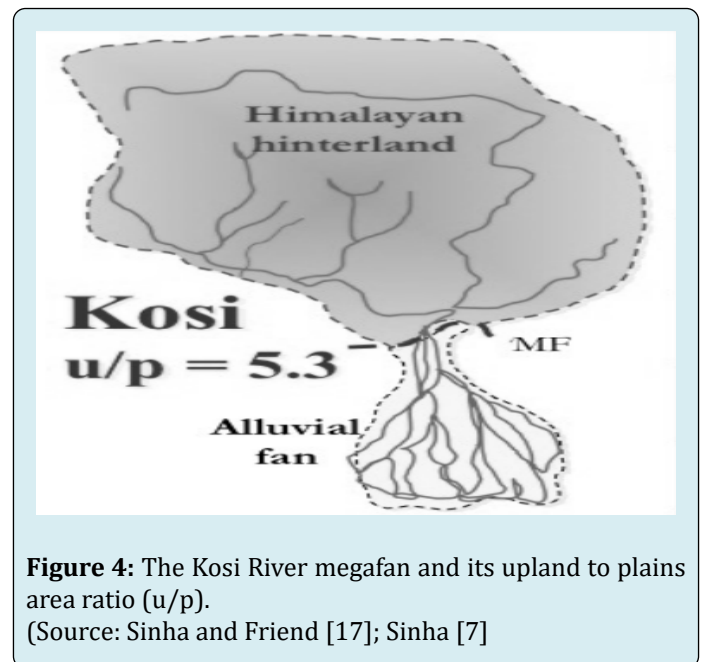 Himalayan
hinterland
Kosi
u/p = 5.3
MF
Alluvial
fan
Figure 4: The Kosi River megafan and its upland to plains
area ratio (u/p).
(Source: Sinha and Friend [17]; Sinha [7]